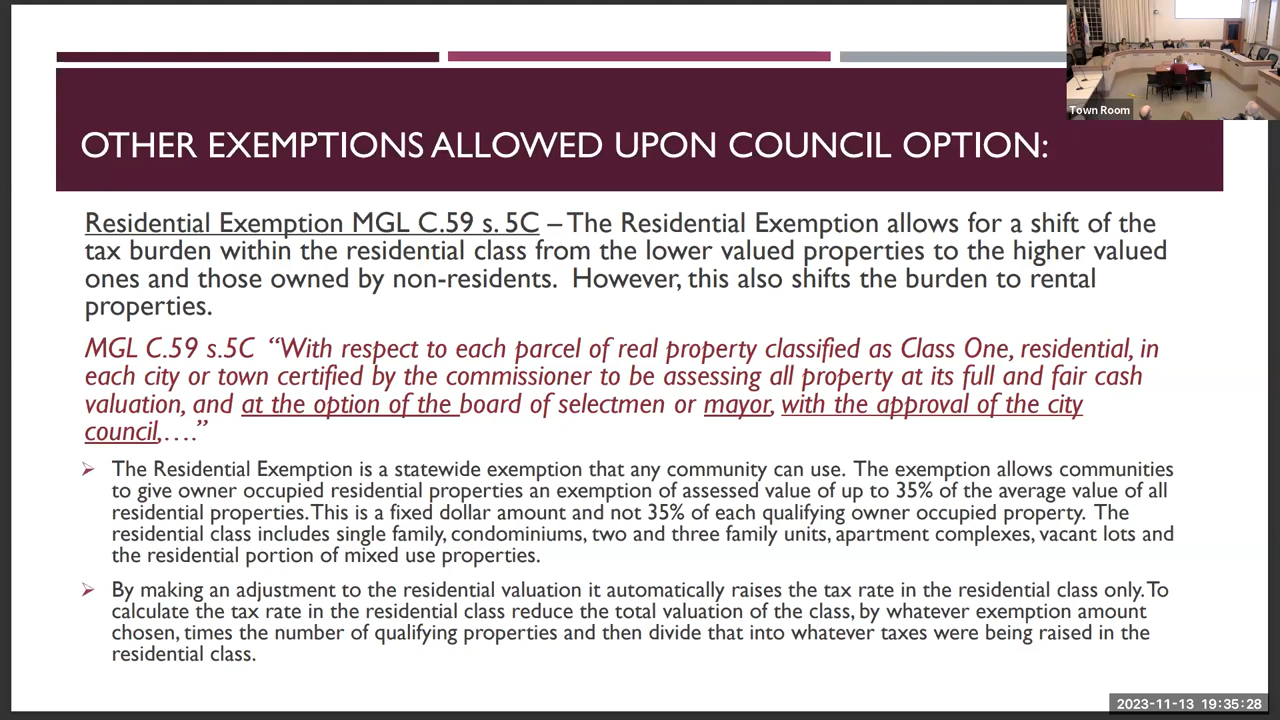 OTHER EXEMPTIONS ALLOWED UPON COUNCIL OPTION:
Town Room
Residential Exemption MGL C.59 s. 5C – The Residential Exemption allows for a shift of the
tax burden within the residential class from the lower valued properties to the higher valued
ones and those owned by non-residents.  However, this also shifts the burden to rental
properties.
MGL C.59 s.5C  “With respect to each parcel of real property classified as Class One, residential, in
each city or town certified by the commissioner to be assessing all property at its full and fair cash
valuation, and at the option of the board of selectmen or mayor, with the approval of the city
council,….”
The Residential Exemption is a statewide exemption that any community can use.  The exemption allows communities
to give owner occupied residential properties an exemption of assessed value of up to 35% of the average value of all
residential properties. This is a fixed dollar amount and not 35% of each qualifying owner occupied property.  The
residential class includes single family, condominiums, two and three family units, apartment complexes, vacant lots and
the residential portion of mixed use properties.
By making an adjustment to the residential valuation it automatically raises the tax rate in the residential class only. To
calculate the tax rate in the residential class reduce the total valuation of the class, by whatever exemption amount
chosen, times the number of qualifying properties and then divide that into whatever taxes were being raised in the
residential class.
2023-11-13 19:35:28